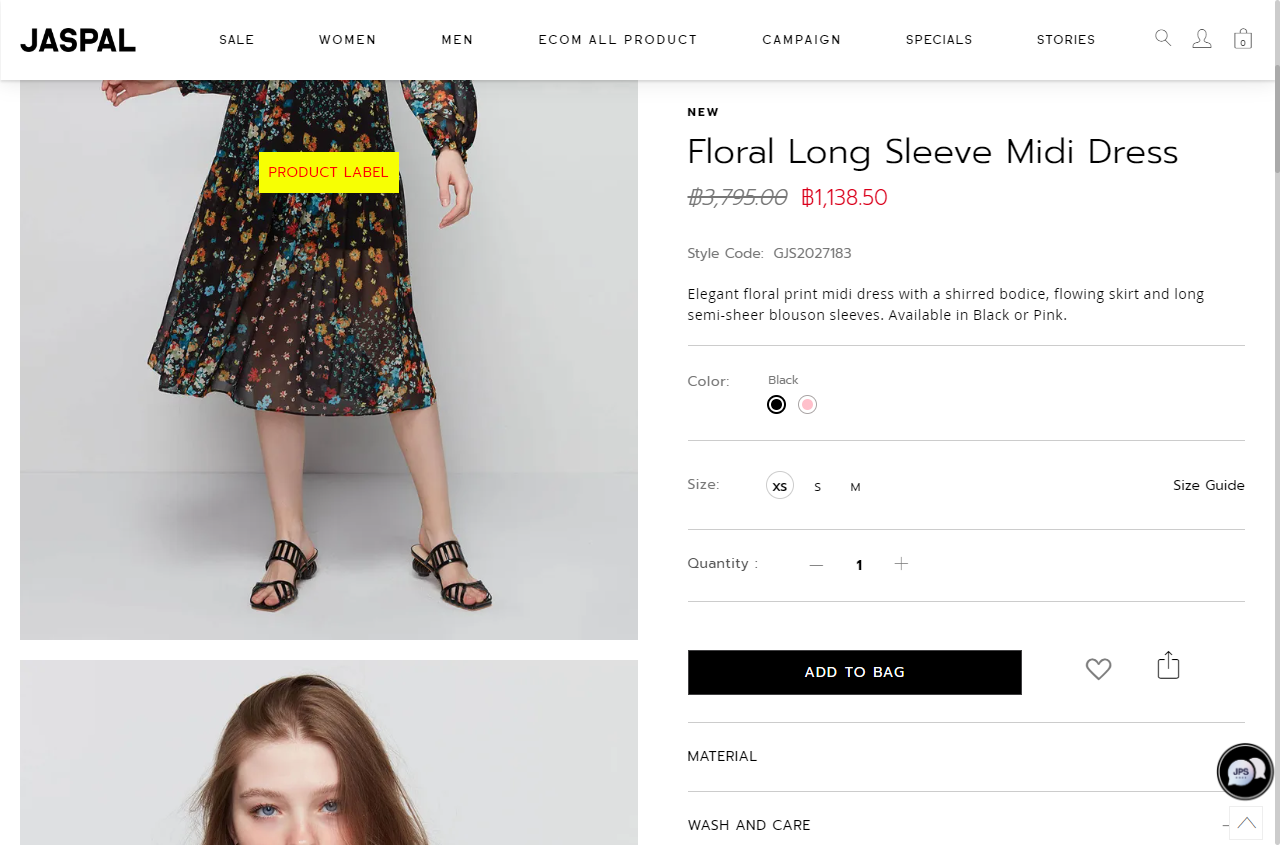 JASPAL
SALE
WOMEN
MEN
ECOM ALL PRODUCT
CAMPAIGN
SPECIALS
STORIES
0
PRODUCT LABEL
NEW
Floral Long Sleeve Midi Dress
฿3,795.00 ฿1,138.50
Style Code: GJS2027183
Elegant floral print midi dress with a shirred bodice, flowing skirt and long
semi-sheer blouson sleeves. Available in Black or Pink.
Color: Black
Size: XS S M Size Guide
Quantity : — 1 +
ADD TO BAG
MATERIAL
JPS
WASH AND CARE